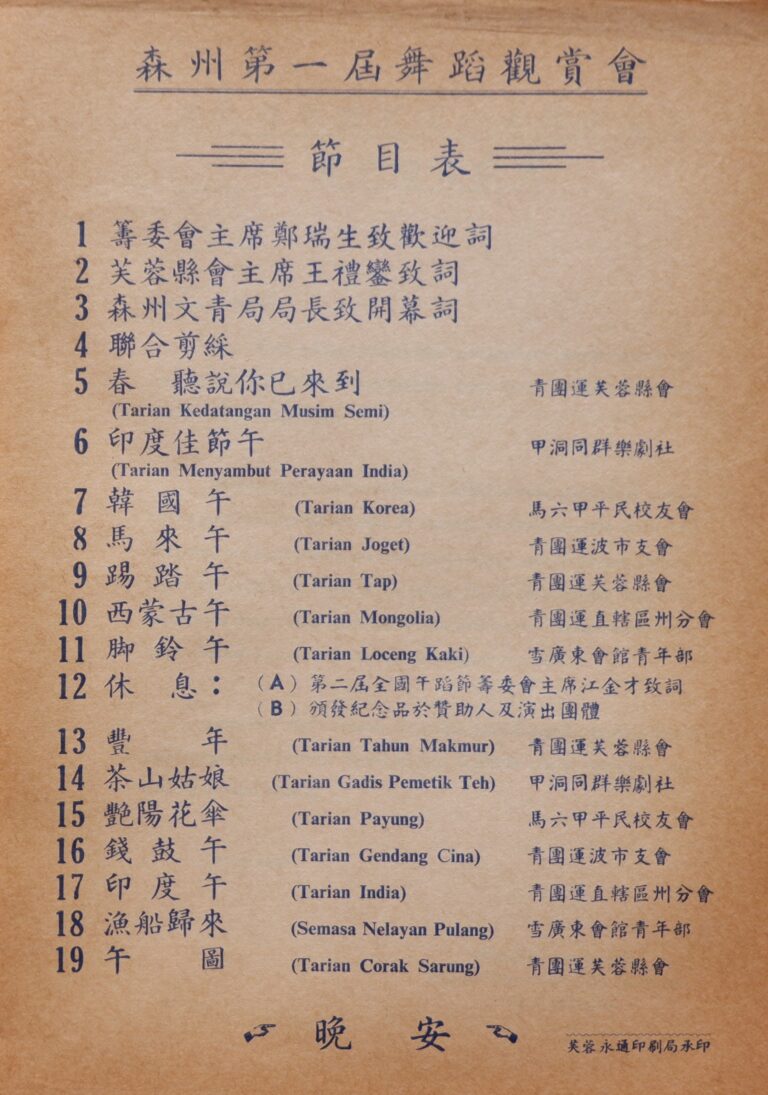 森州第一屆舞蹈觀賞會
節目表
1 籌委會主席鄭瑞生致歡迎詞
2 芙蓉縣會主席王禮鑾致詞
3 森州文青局局長致開幕詞
4 聯合剪綵
5 春 聽說你已來到 青團運芙蓉縣會
(Tarian Kedatangan Musim Semi)
6 印度佳節午 甲洞同群樂劇社
(Tarian Menyambut Perayaan India)
7 韓國午 (Tarian Korea) 馬六甲平民校友會
8 馬來午 (Tarian Joget) 青團運波市支會
9 踢踏午 (Tarian Tap) 青團運芙蓉縣會
10 西蒙古午 (Tarian Mongolia) 青團運直轄區州分會
11 脚鈴午 (Tarian Loceng Kaki) 雪廣東會館青年部
12 休息： (A) 第二屆全國午蹈節籌委會主席江金才致詞
(B) 頒發紀念品於贊助人及演出團體
13 豐年 (Tarian Tahun Makmur) 青團運芙蓉縣會
14 茶山姑娘 (Tarian Gadis Pemetik Teh) 甲洞同群樂劇社
15 艷陽花傘 (Tarian Payung) 馬六甲平民校友會
16 錢鼓午 (Tarian Gendang Cina) 青團運波市支會
17 印度午 (Tarian India) 青團運直轄區州分會
18 漁船歸來 (Semasa Nelayan Pulang) 雪廣東會館青年部
19 午圖 (Tarian Corak Sarung) 青團運芙蓉縣會
晚安
芙蓉永通印刷局承印